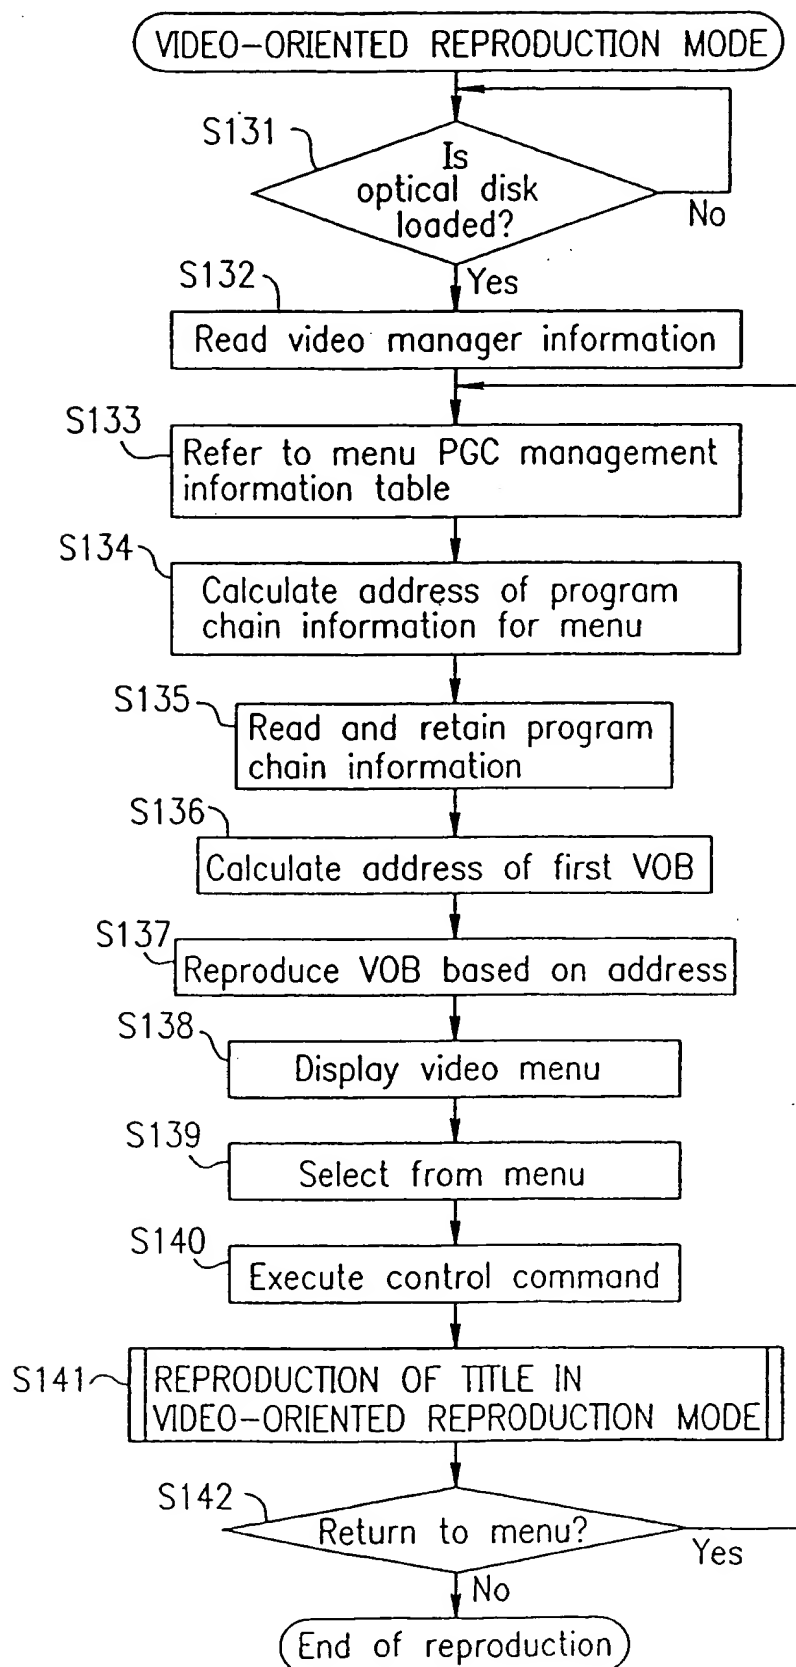 VIDEO-ORIENTED REPRODUCTION MODE
S131
Is
optical disk
loaded?
No
Yes
S132
Read video manager information
S133
Refer to menu PGC management
information table
S134
Calculate address of program
chain information for menu
S135
Read and retain program
chain information
S136
Calculate address of first VOB
S137
Reproduce VOB based on address
S138
Display video menu
S139
Select from menu
S140
Execute control command
S141
REPRODUCTION OF TITLE IN
VIDEO-ORIENTED REPRODUCTION MODE
S142
Return to menu?
Yes
No
End of reproduction